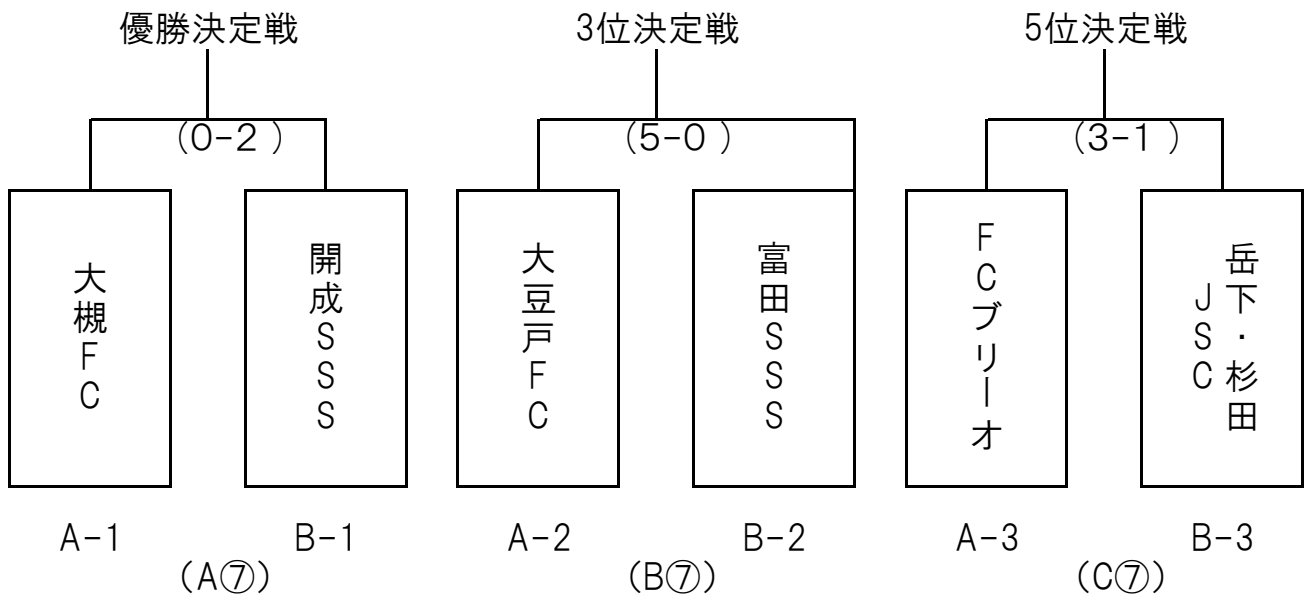 優勝決定戦
3位決定戦
5位決定戦
(0-2 )
(5-0 )
(3-1 )
大槻FC
開成SSS
大豆戸FC
富田SSS
FCブリーオ
岳下・杉田
JSC
A-1
B-1
A-2
B-2
A-3
B-3
(A⑦)
(B⑦)
(C⑦)